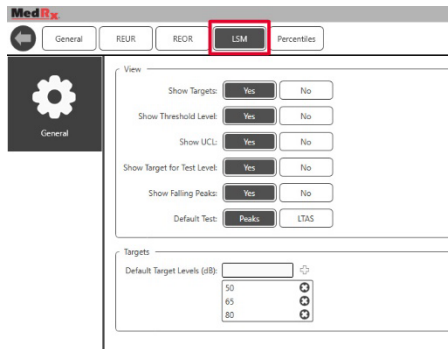 MedRx
General REUR REOR LSM Percentiles
General
View
Show Targets: Yes No
Show Threshold Level: Yes No
Show UCL: Yes No
Show Target for Test Level: Yes No
Show Falling Peaks: Yes No
Default Test: Peaks LTAS
Targets
Default Target Levels (dB):
50
65
80